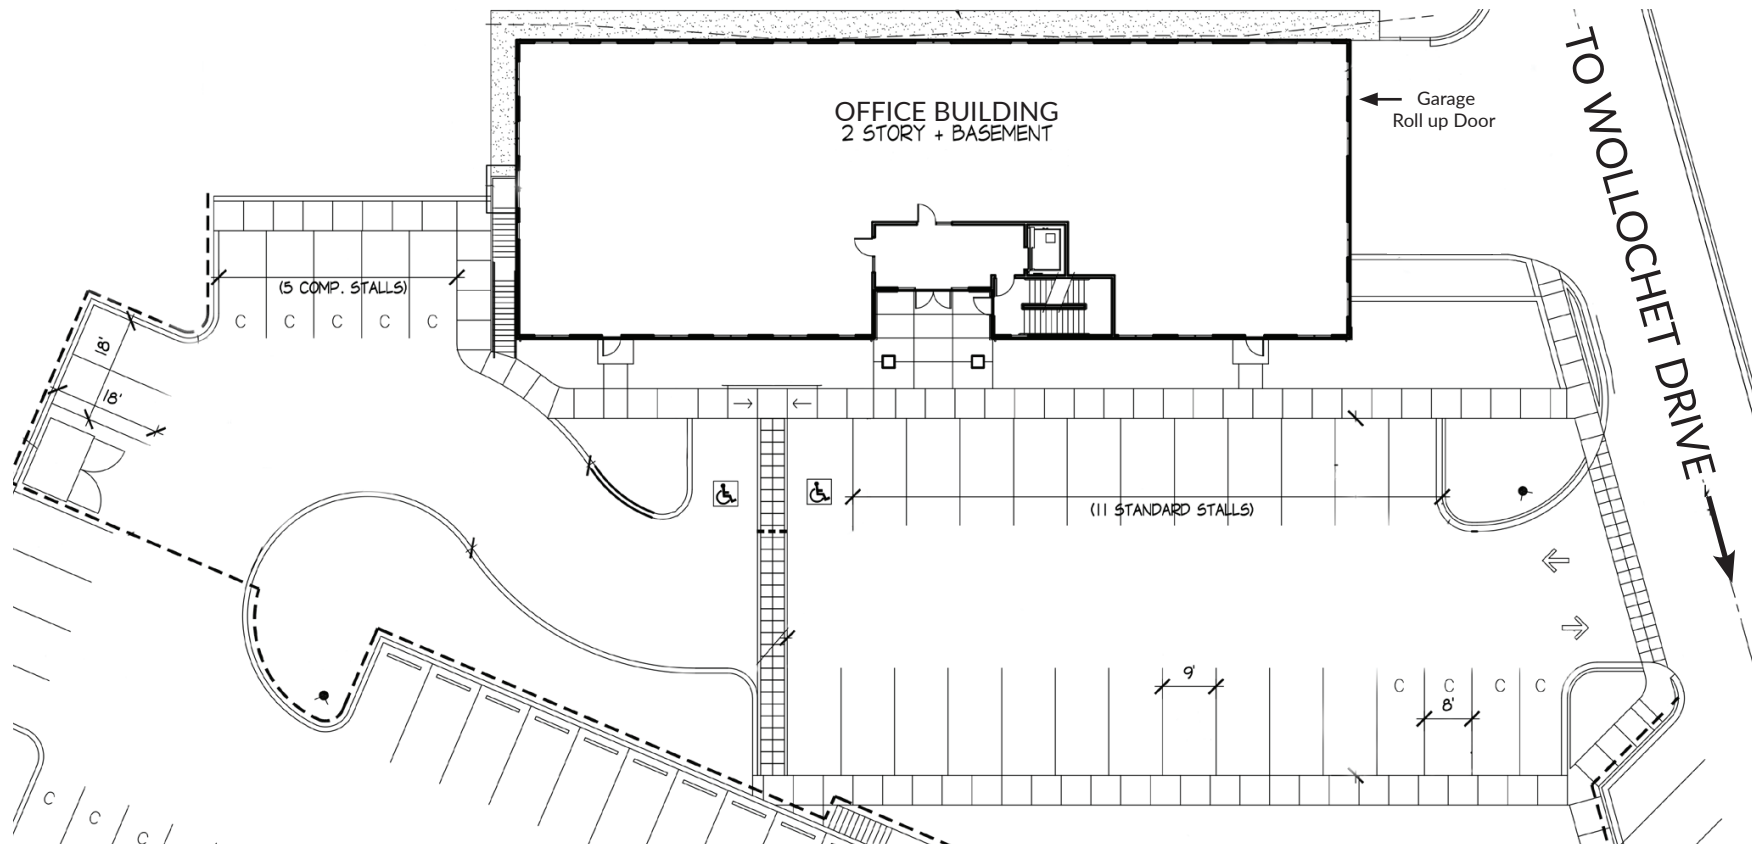 OFFICE BUILDING
2 STORY + BASEMENT
Garage
Roll up Door
TO WOLLOCHET DRIVE
(5 COMP. STALLS)
C C C C C
18'
18'
(11 STANDARD STALLS)
9'
C C C C
8'
C
C
C